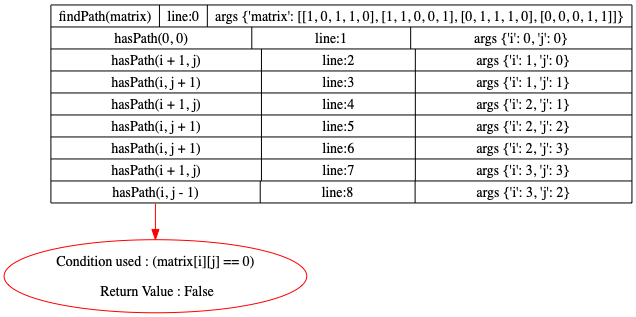 findPath(matrix) line:0 args {'matrix': [[1, 0, 1, 1, 0], [1, 1, 0, 0, 1], [0, 1, 1, 1, 0], [0, 0, 0, 1, 1]]}
hasPath(0, 0) line:1 args {'i': 0, 'j': 0}
hasPath(i + 1, j) line:2 args {'i': 1, 'j': 0}
hasPath(i, j + 1) line:3 args {'i': 1, 'j': 1}
hasPath(i + 1, j) line:4 args {'i': 2, 'j': 1}
hasPath(i, j + 1) line:5 args {'i': 2, 'j': 2}
hasPath(i, j + 1) line:6 args {'i': 2, 'j': 3}
hasPath(i + 1, j) line:7 args {'i': 3, 'j': 3}
hasPath(i, j - 1) line:8 args {'i': 3, 'j': 2}
Condition used : (matrix[i][j] == 0)
Return Value : False